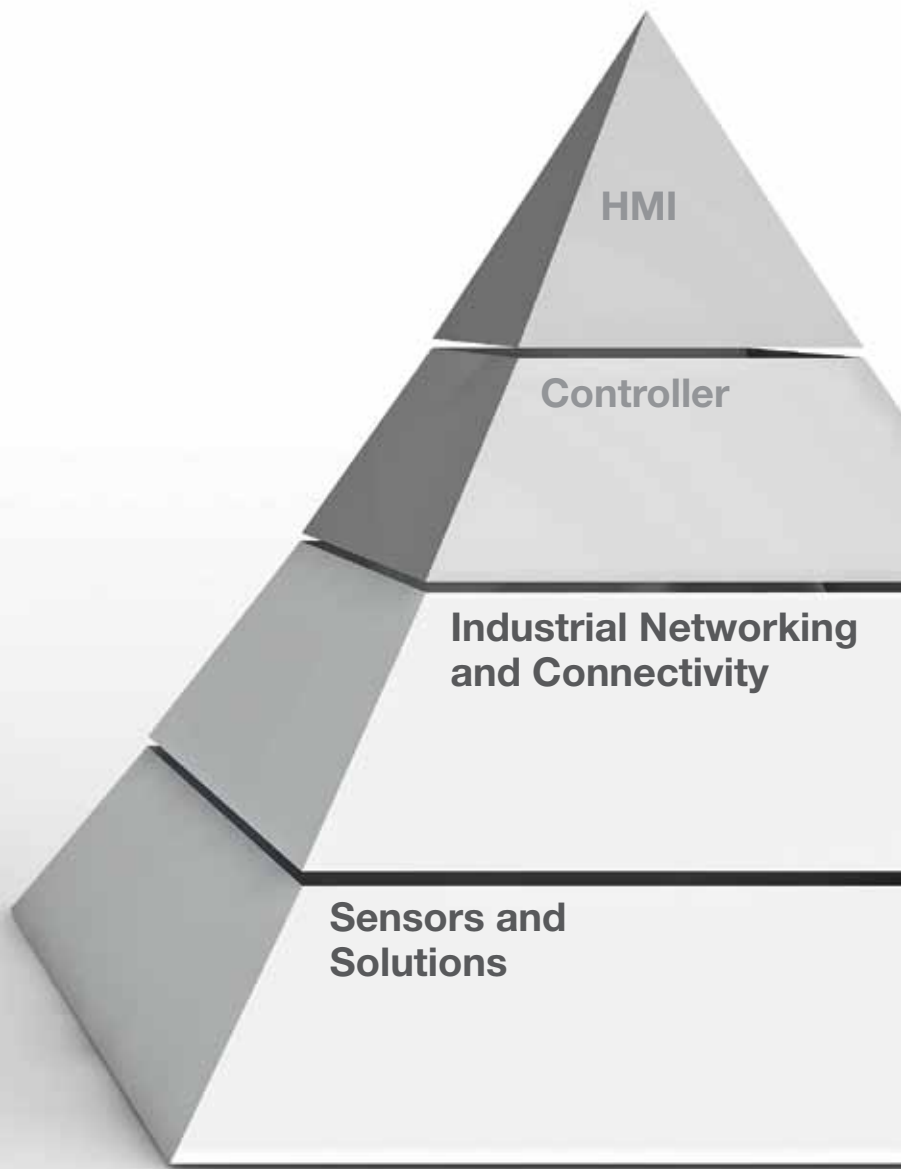 HMI
Controller
Industrial Networking
and Connectivity
Sensors and
Solutions